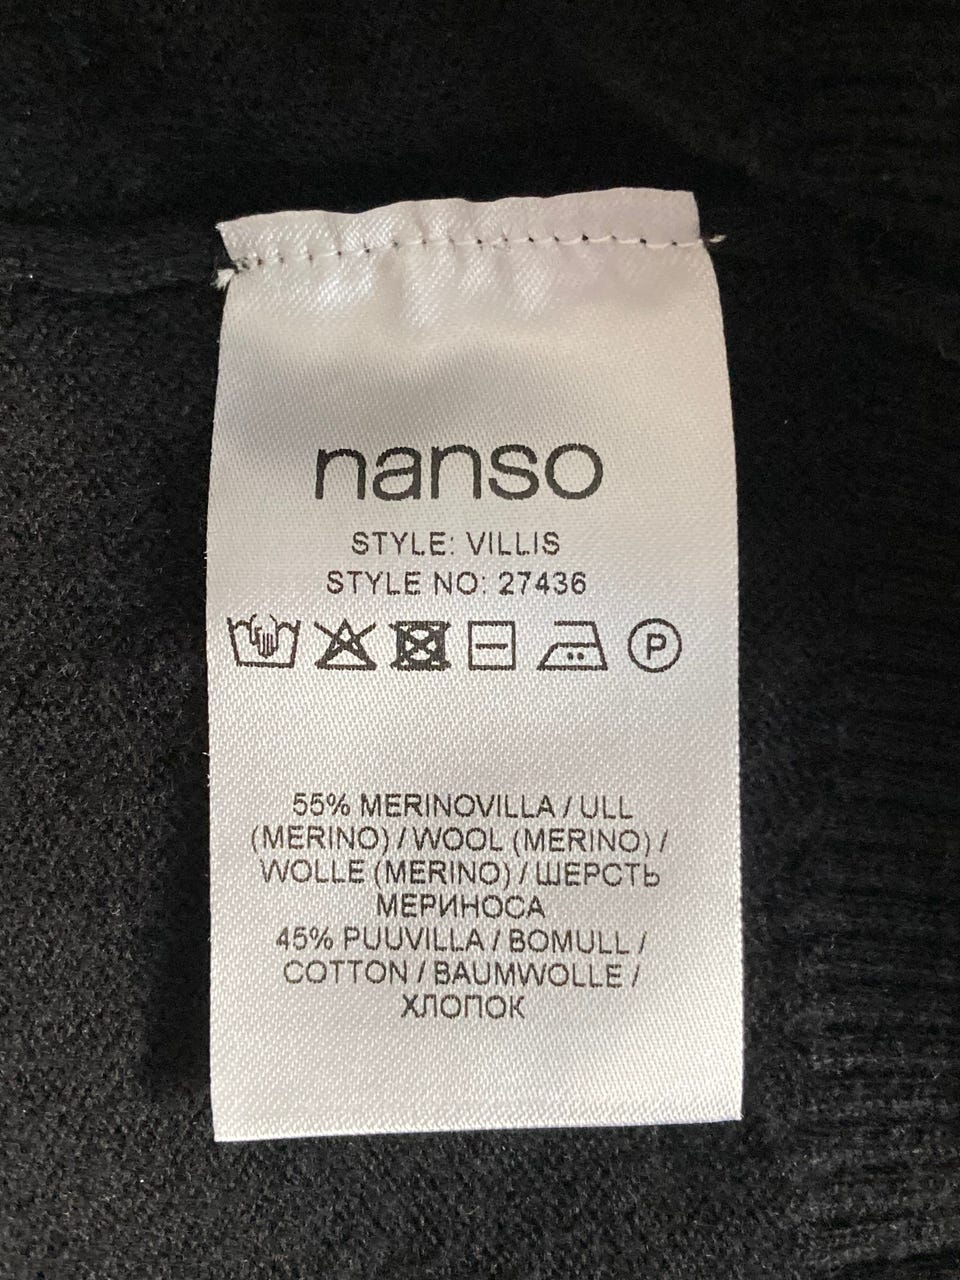 nanso
STYLE: VILLIS
STYLE NO: 27436
P
55% MERINOVILLA / ULL
(MERINO) / WOOL (MERINO) /
WOLLE (MERINO) / ШЕРСТЬ
МЕРИНОСА
45% PUUVILLA / BOMULL /
COTTON / BAUMWOLLE /
ХЛОПОК